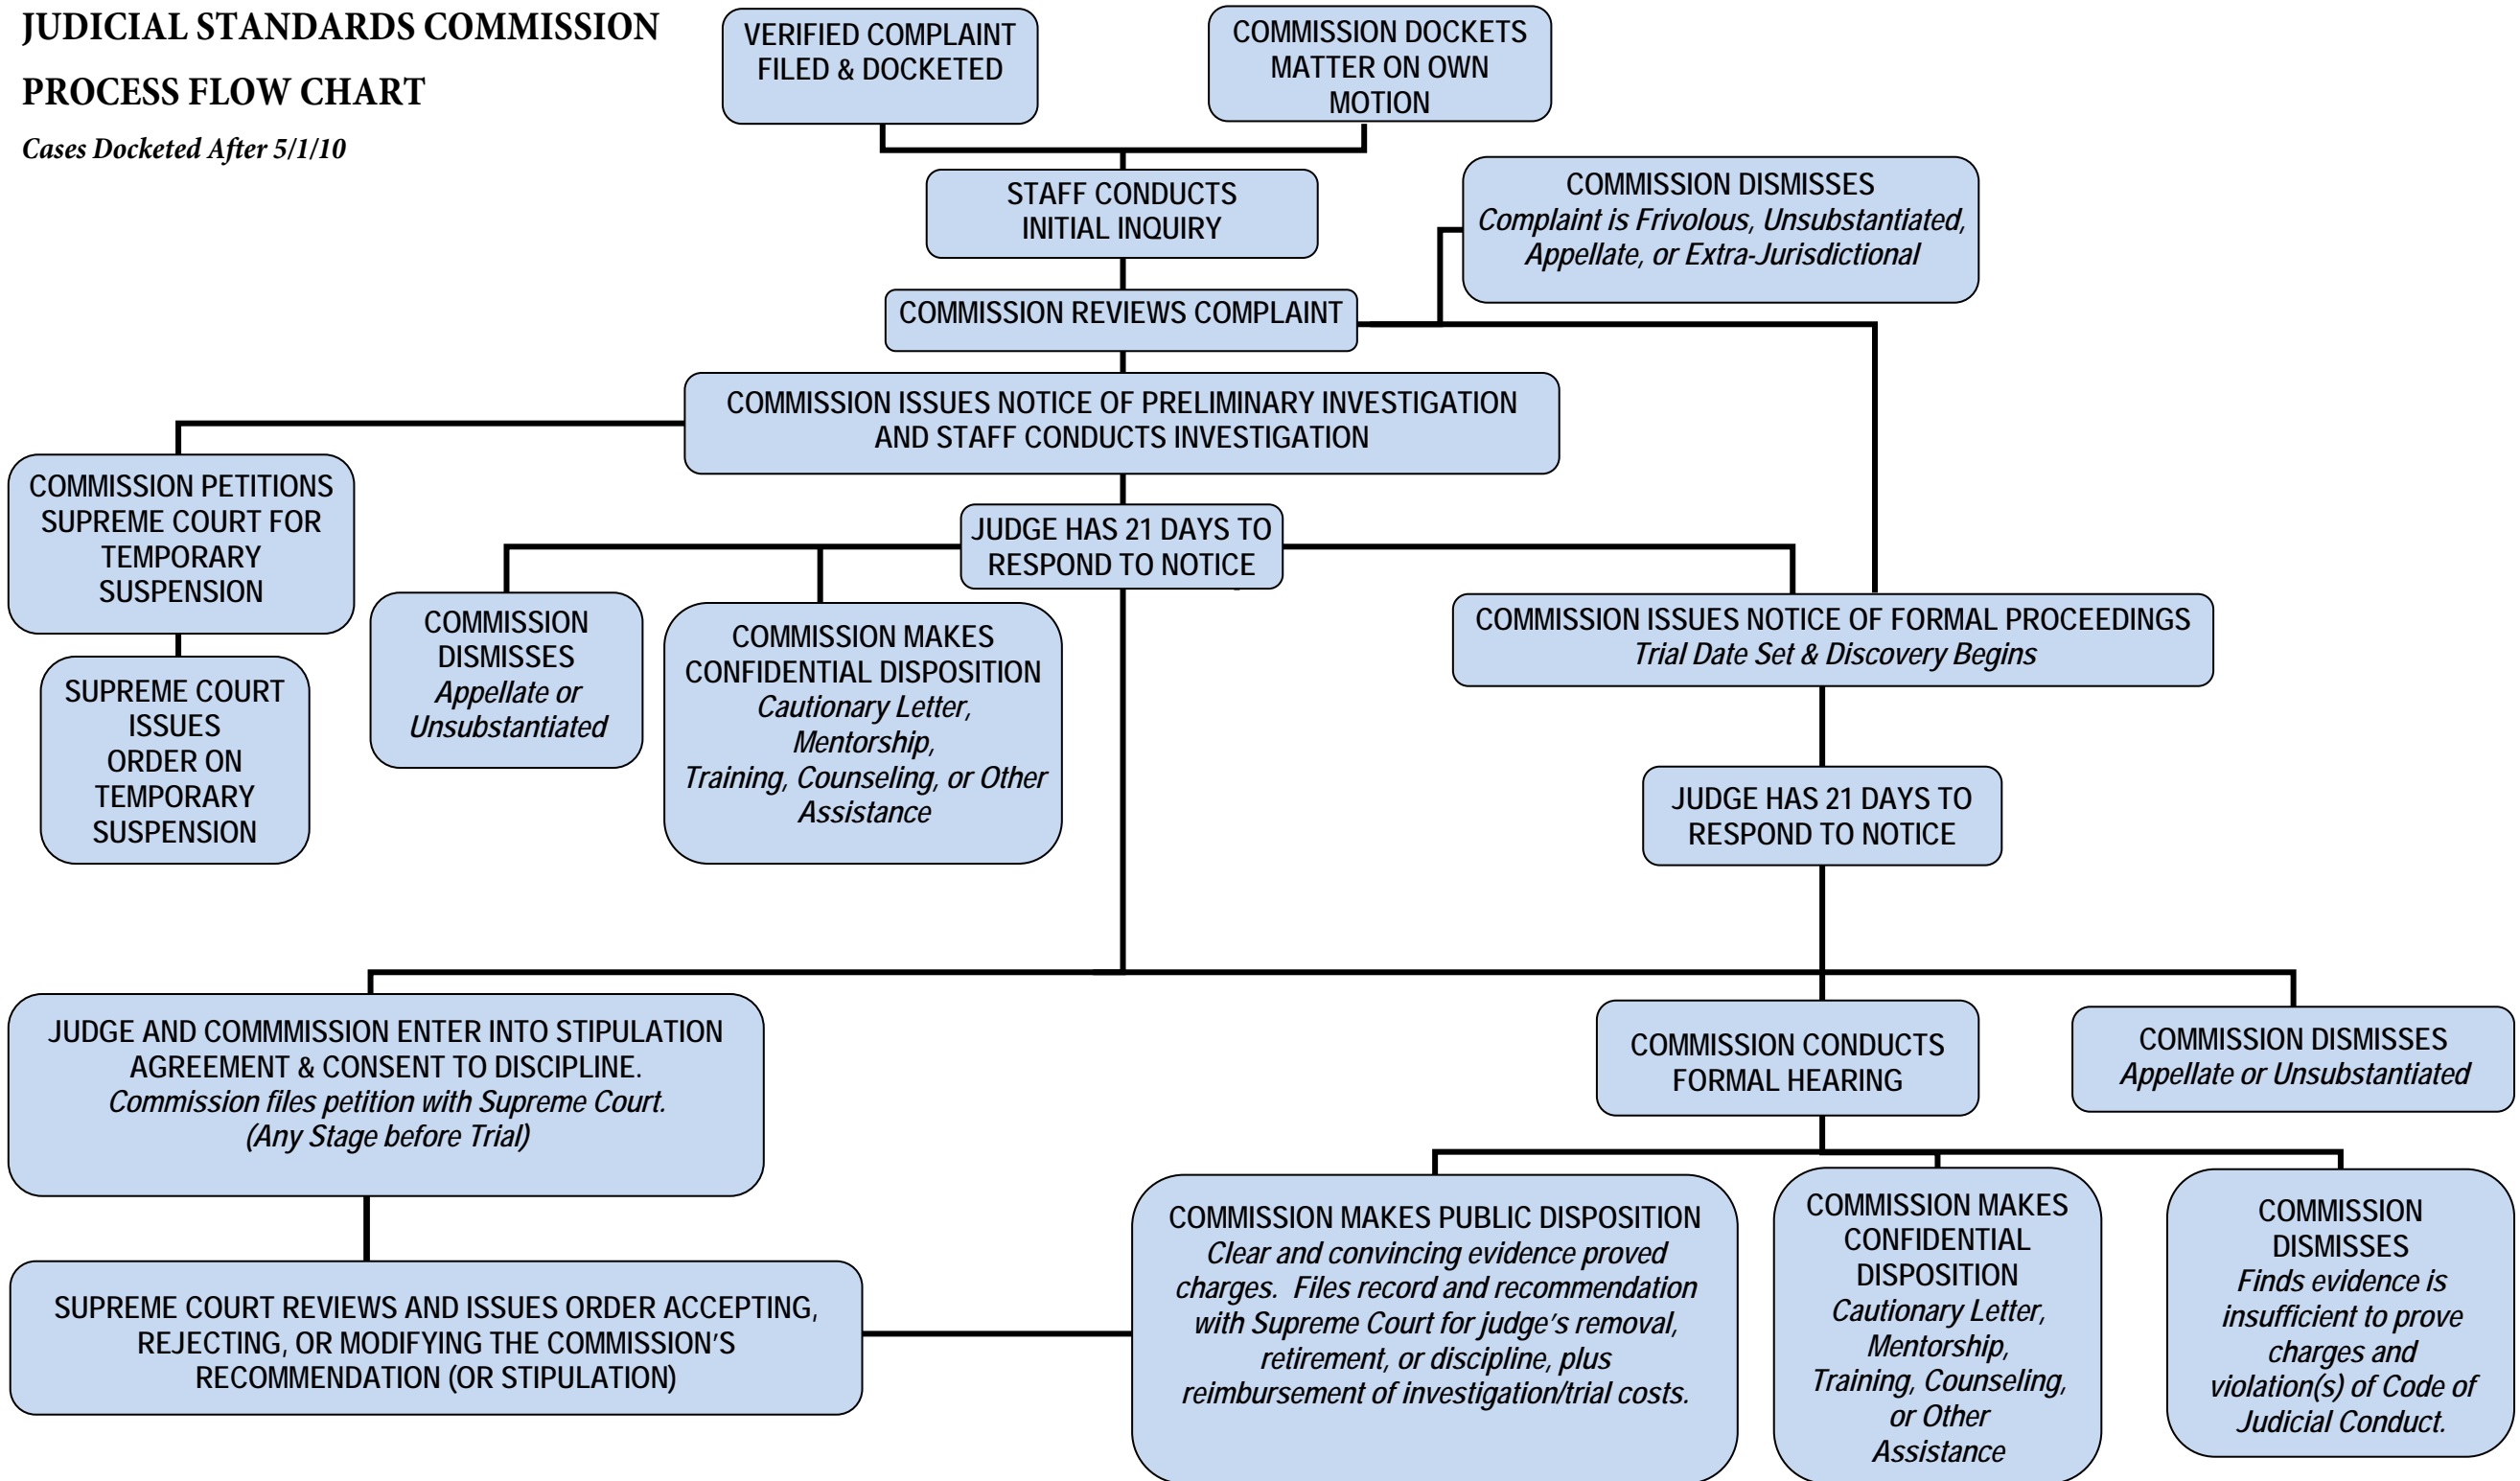 JUDICIAL STANDARDS COMMISSION
PROCESS FLOW CHART
Cases Docketed After 5/1/10
VERIFIED COMPLAINT
FILED & DOCKETED
COMMISSION DOCKETS
MATTER ON OWN
MOTION
STAFF CONDUCTS
INITIAL INQUIRY
COMMISSION DISMISSES
Complaint is Frivolous, Unsubstantiated,
Appellate, or Extra-Jurisdictional
COMMISSION REVIEWS COMPLAINT
COMMISSION ISSUES NOTICE OF PRELIMINARY INVESTIGATION
AND STAFF CONDUCTS INVESTIGATION
COMMISSION PETITIONS
SUPREME COURT FOR
TEMPORARY
SUSPENSION
JUDGE HAS 21 DAYS TO
RESPOND TO NOTICE
COMMISSION
DISMISSES
Appellate or
Unsubstantiated
COMMISSION MAKES
CONFIDENTIAL DISPOSITION
Cautionary Letter,
Mentorship,
Training, Counseling, or Other
Assistance
COMMISSION ISSUES NOTICE OF FORMAL PROCEEDINGS
Trial Date Set & Discovery Begins
SUPREME COURT
ISSUES
ORDER ON
TEMPORARY
SUSPENSION
JUDGE HAS 21 DAYS TO
RESPOND TO NOTICE
JUDGE AND COMMMISSION ENTER INTO STIPULATION
AGREEMENT & CONSENT TO DISCIPLINE.
Commission files petition with Supreme Court.
(Any Stage before Trial)
COMMISSION CONDUCTS
FORMAL HEARING
COMMISSION DISMISSES
Appellate or Unsubstantiated
SUPREME COURT REVIEWS AND ISSUES ORDER ACCEPTING,
REJECTING, OR MODIFYING THE COMMISSION'S
RECOMMENDATION (OR STIPULATION)
COMMISSION MAKES PUBLIC DISPOSITION
Clear and convincing evidence proved
charges.  Files record and recommendation
with Supreme Court for judge's removal,
retirement, or discipline, plus
reimbursement of investigation/trial costs.
COMMISSION MAKES
CONFIDENTIAL
DISPOSITION
Cautionary Letter,
Mentorship,
Training, Counseling,
or Other
Assistance
COMMISSION
DISMISSES
Finds evidence is
insufficient to prove
charges and
violation(s) of Code of
Judicial Conduct.